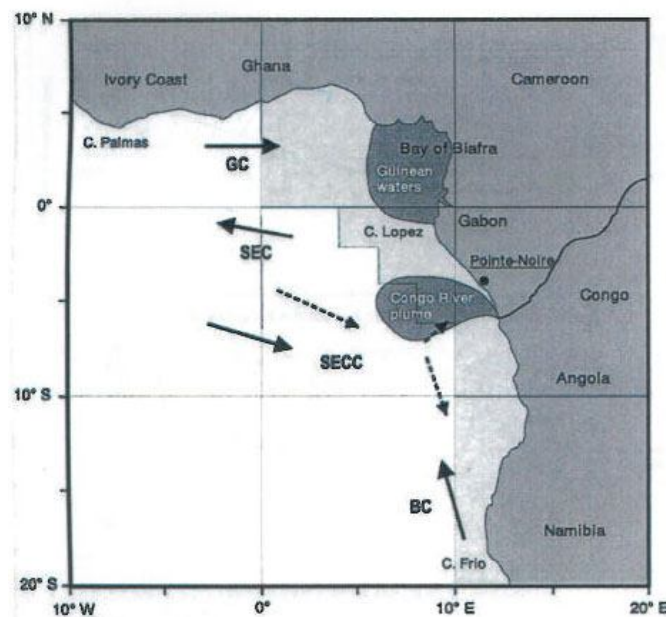 10° N
Ghana
Ivory Coast
Cameroon
5°
C. Palmas
Bay of Biafra
GC
Guinean
waters
0°
Gabon
C. Lopez
SEC
Pointe-Noire
Congo River
plume
Congo
SECC
Angola
10° S
BC
Namibia
C. Frio
20° S
10° W
0°
10° E
20° E